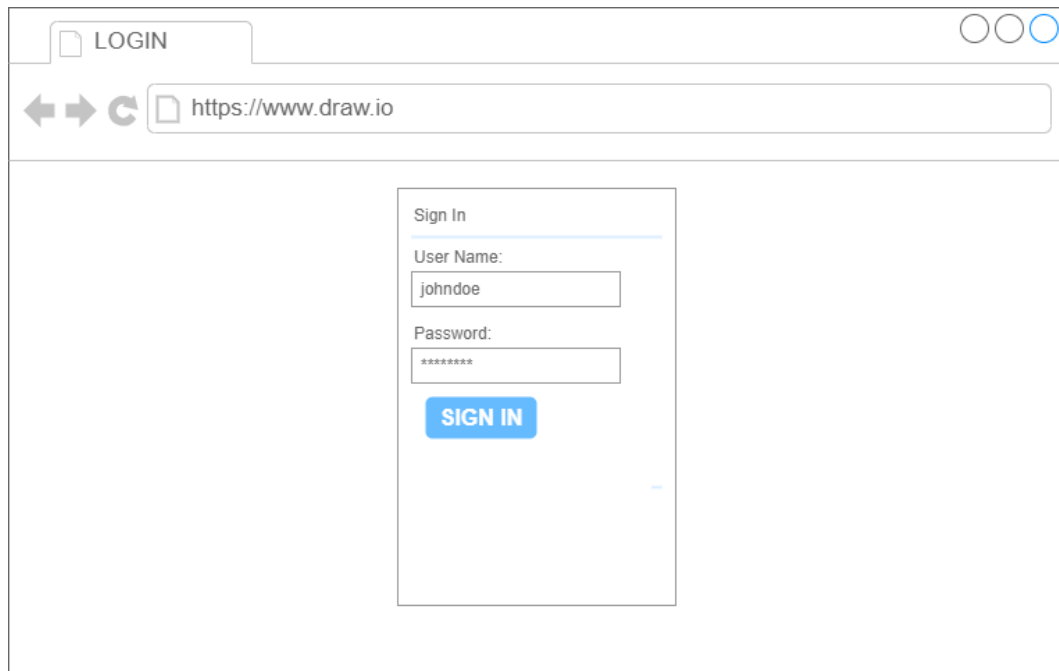 LOGIN
https://www.draw.io
Sign In
User Name:
johndoe
Password:
********
SIGN IN